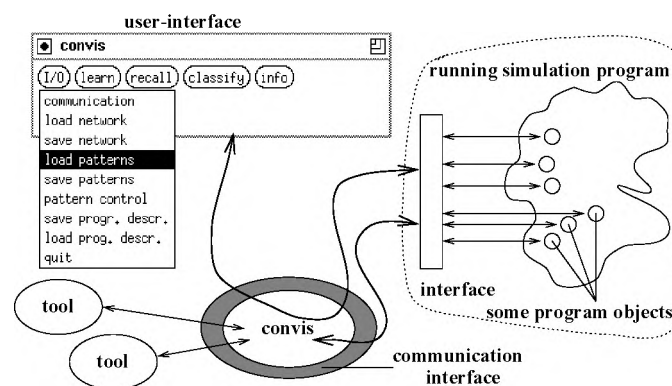 user-interface
convis
I/O learn recall classify info
communication
load network
save network
load patterns
save patterns
pattern control
save progr. descr.
load prog. descr.
quit
running simulation program
interface
some program objects
tool
tool
convis
communication
interface